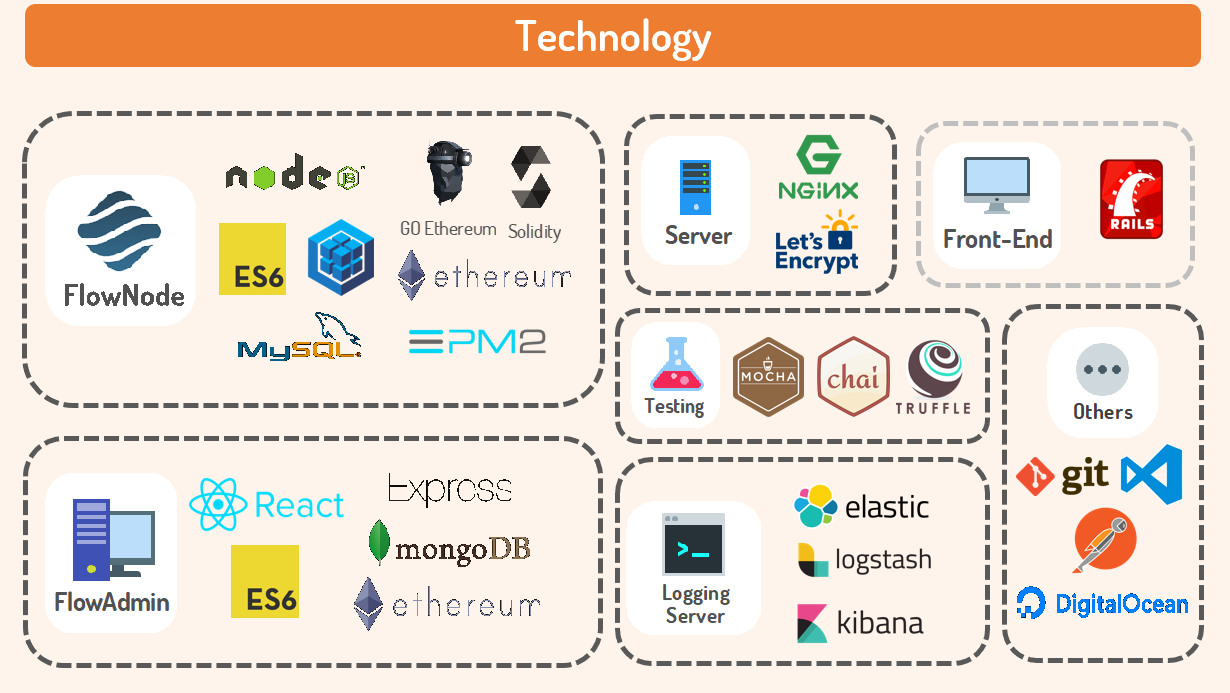 Technology
FlowNode
node
JS
GO Ethereum
Solidity
ES6
ethereum
MySQL
PM2
Server
NGINX
Let's
Encrypt
Front-End
RAILS
Testing
MOCHA
chai
TRUFFLE
Others
git
DigitalOcean
FlowAdmin
React
Express
ES6
mongoDB
ethereum
>_
Logging
Server
elastic
logstash
kibana